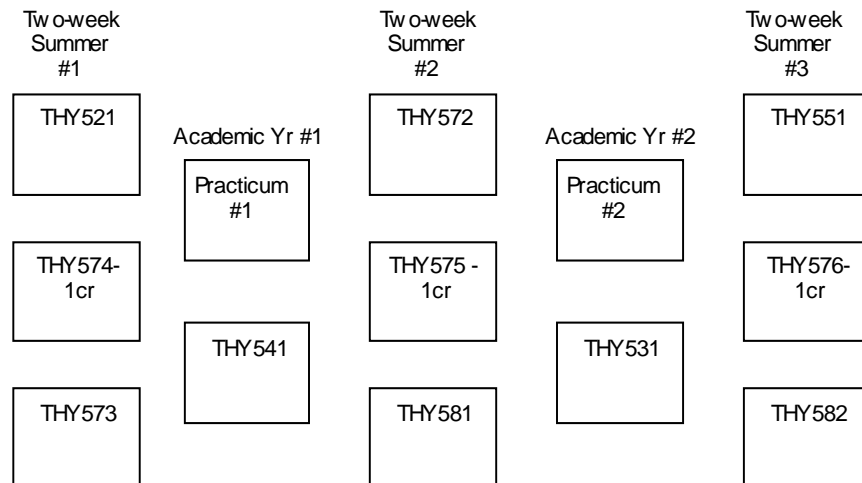 Two-week
Summer
#1
THY521
THY574-
1cr
THY573
Academic Yr #1
Practicum
#1
THY541
Two-week
Summer
#2
THY572
THY575 -
1cr
THY581
Academic Yr #2
Practicum
#2
THY531
Two-week
Summer
#3
THY551
THY576-
1cr
THY582